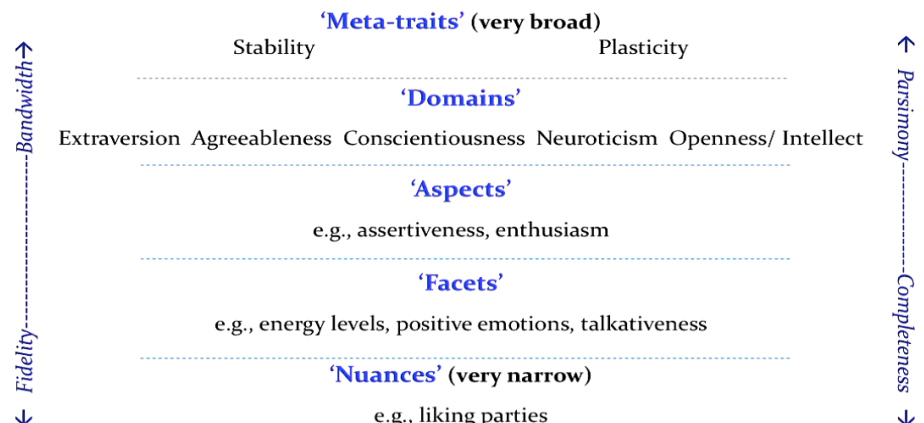 ‘Meta-traits’ (very broad)
Stability Plasticity
‘Domains’
Extraversion Agreeableness Conscientiousness Neuroticism Openness/ Intellect
‘Aspects’
e.g., assertiveness, enthusiasm
‘Facets’
e.g., energy levels, positive emotions, talkativeness
‘Nuances’ (very narrow)
e.g., liking parties
Fidelity Bandwidth
Parsimony Completeness